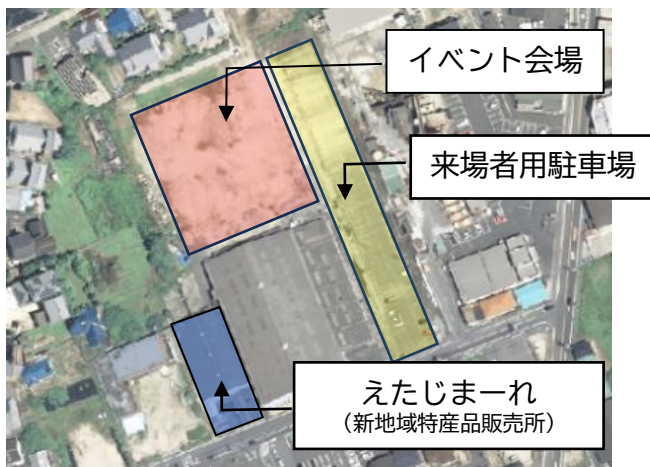 イベント会場
来場者用駐車場
えたじまーれ
（新地域特産品販売所）